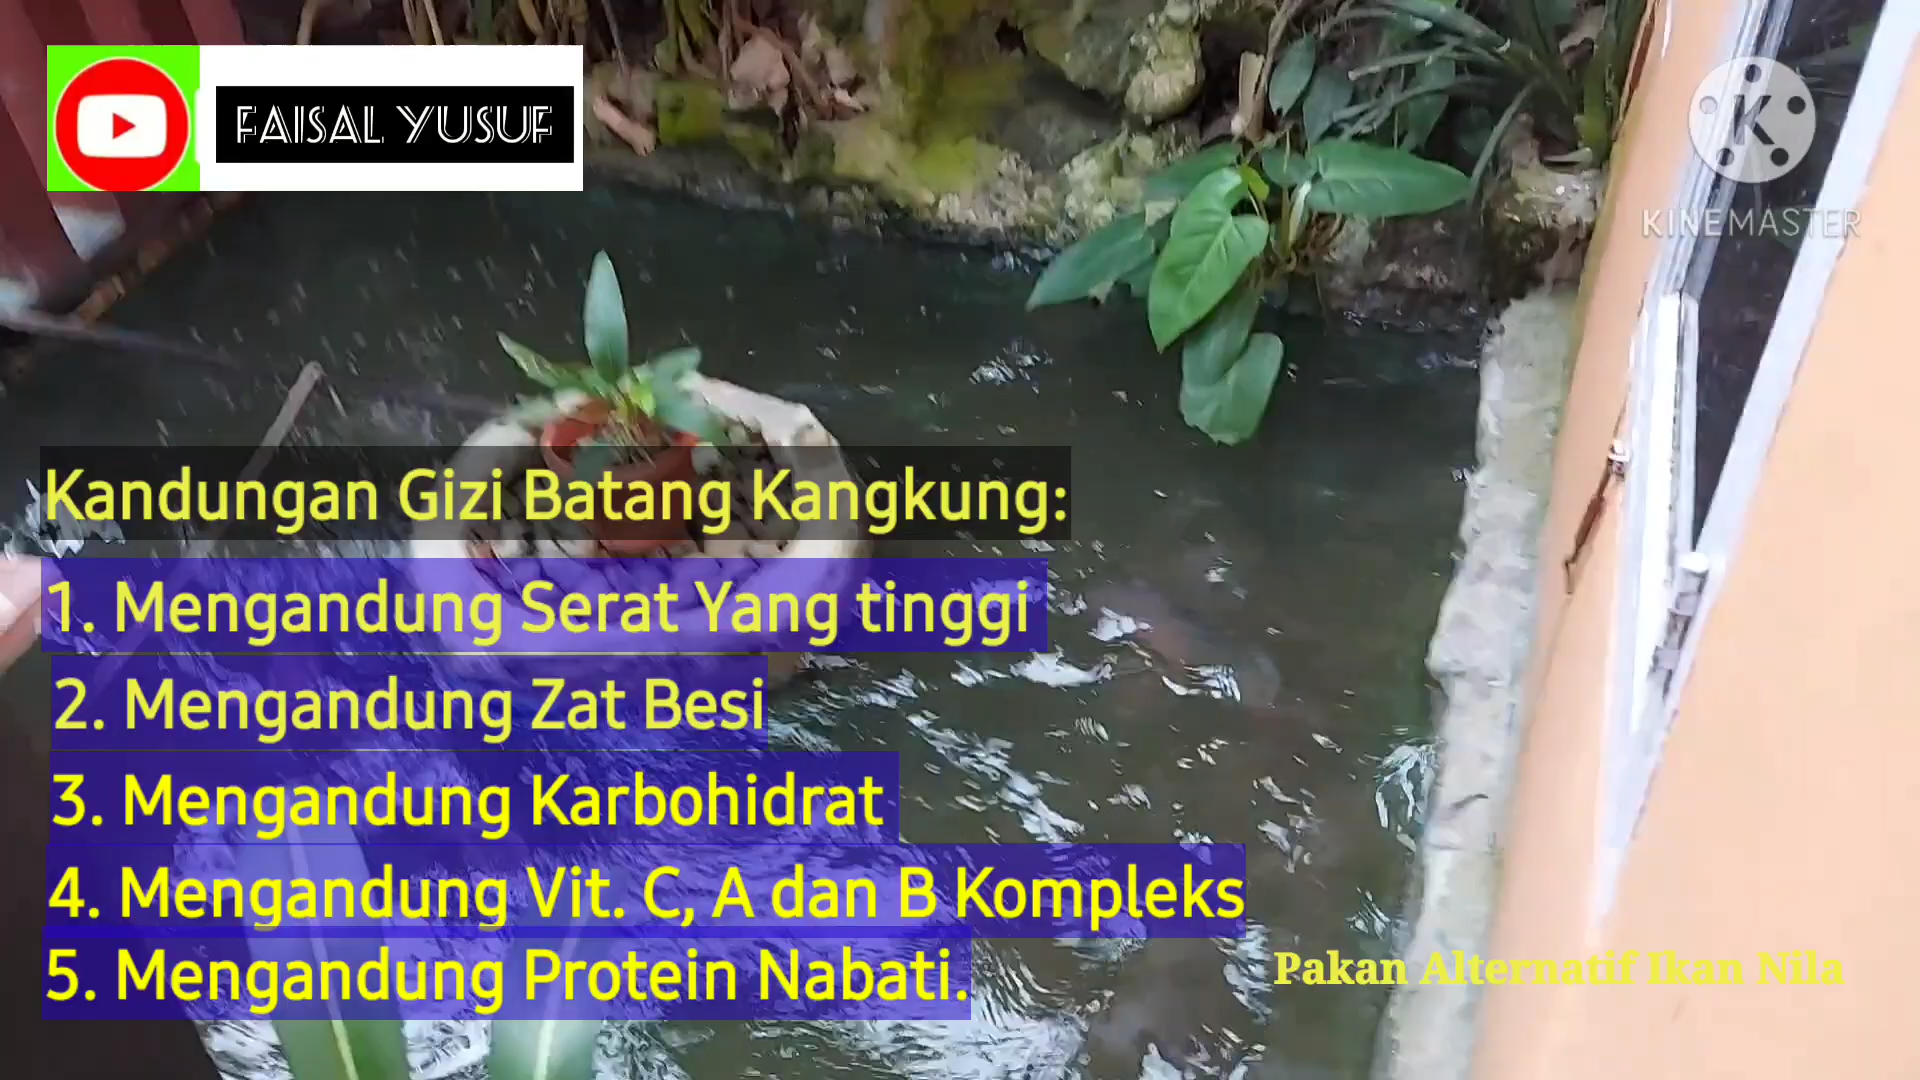 FAISAL YUSUF
K
KINEMASTER
Kandungan Gizi Batang Kangkung:
1. Mengandung Serat Yang tinggi
2. Mengandung Zat Besi
3. Mengandung Karbohidrat
4. Mengandung Vit. C, A dan B Kompleks
5. Mengandung Protein Nabati.
Pakan Alternatif Ikan Nila